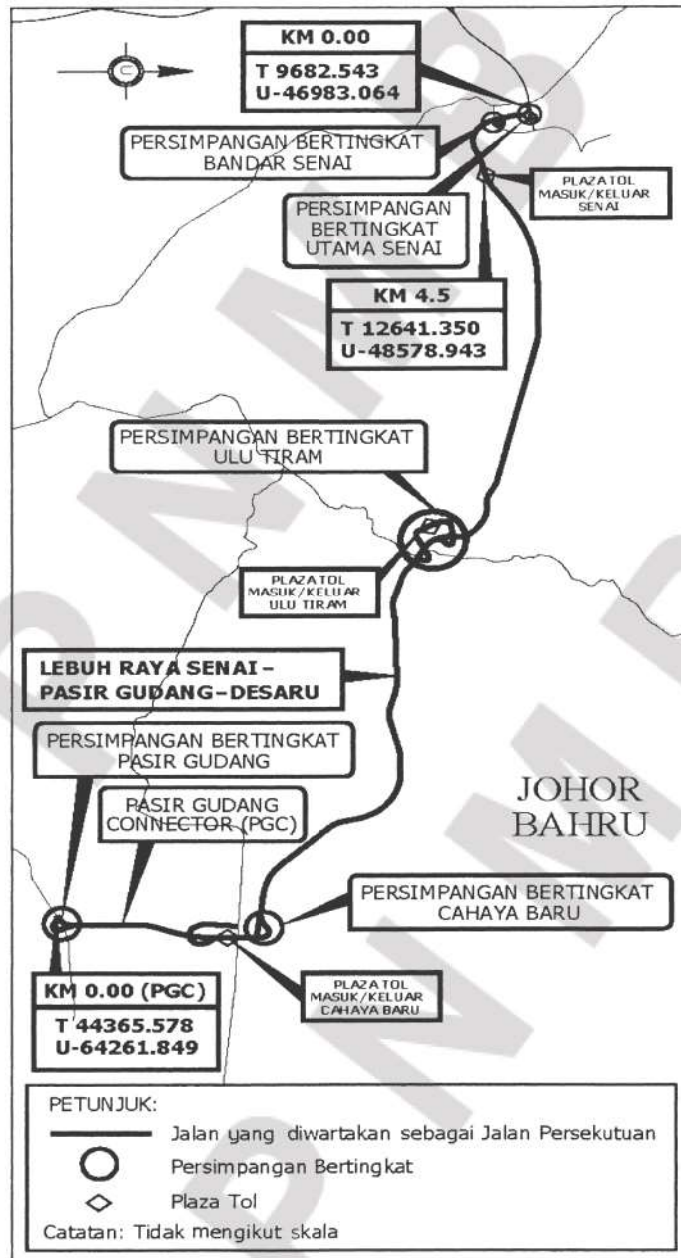 KM 0.00
T 9682.543
U-46983.064
PERSIMPANGAN BERTINGKAT
BANDAR SENAI
PLAZA TOL
MASUK/KELUAR
SENAI
PERSIMPANGAN
BERTINGKAT
UTAMA SENAI
KM 4.5
T 12641.350
U-48578.943
PERSIMPANGAN BERTINGKAT
ULU TIRAM
PLAZA TOL
MASUK/KELUAR
ULU TIRAM
LEBUH RAYA SENAI–
PASIR GUDANG–DESARU
PERSIMPANGAN BERTINGKAT
PASIR GUDANG
PASIR GUDANG
CONNECTOR (PGC)
JOHOR
BAHRU
PERSIMPANGAN BERTINGKAT
CAHAYA BARU
KM 0.00 (PGC)
T 44365.578
U-64261.849
PLAZA TOL
MASUK/KELUAR
CAHAYA BARU
PETUNJUK:
Jalan yang diwartakan sebagai Jalan Persekutuan
Persimpangan Bertingkat
Plaza Tol
Catatan: Tidak mengikut skala
PNMB
PNMB